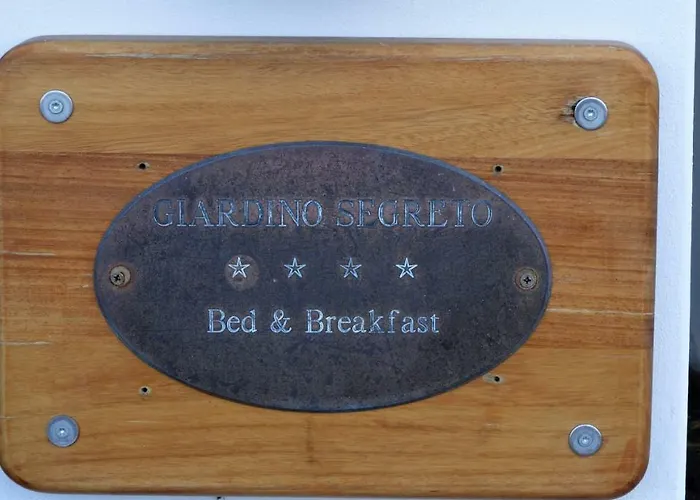 GIARDINO SEGRETO
☆ ☆ ☆ ☆
Bed & Breakfast